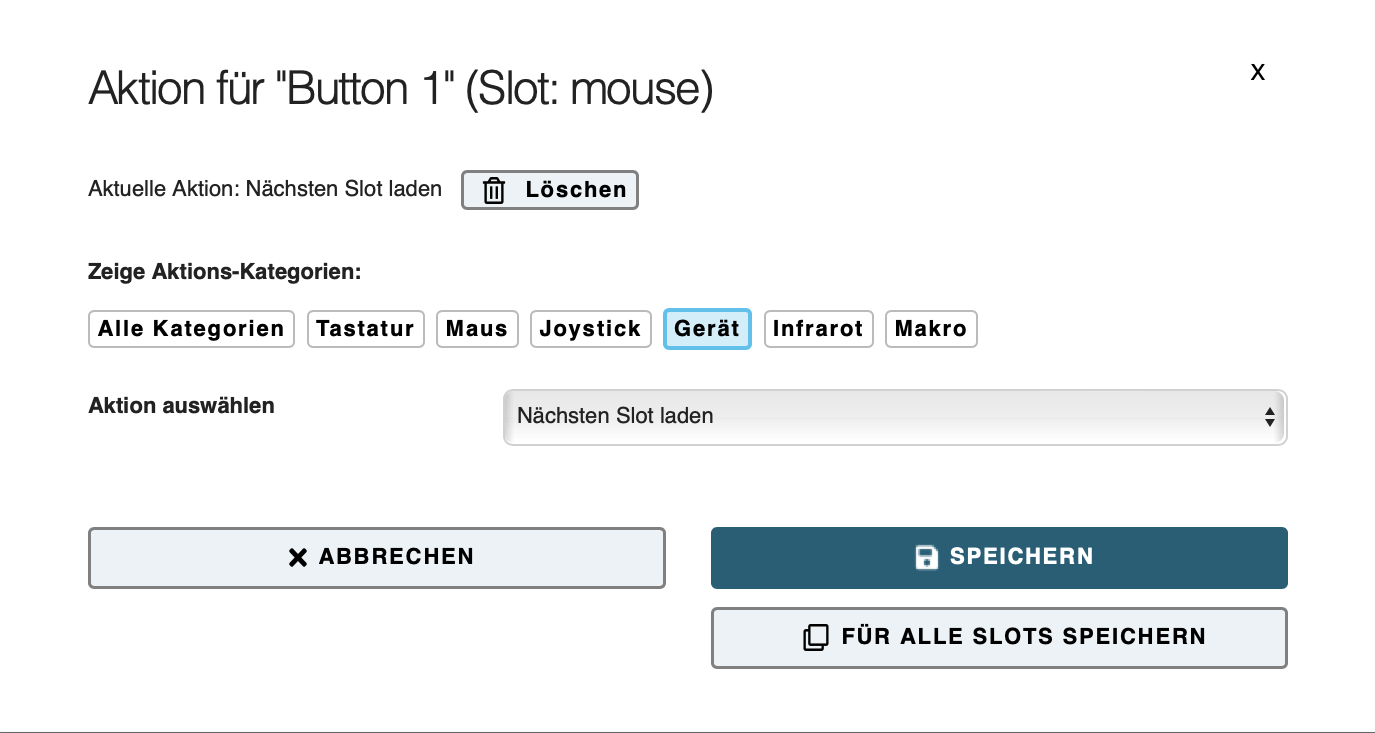 Aktion für "Button 1" (Slot: mouse)
x
Aktuelle Aktion: Nächsten Slot laden Löschen
Zeige Aktions-Kategorien:
Alle Kategorien Tastatur Maus Joystick Gerät Infrarot Makro
Aktion auswählen Nächsten Slot laden
ABBRECHEN SPEICHERN
FÜR ALLE SLOTS SPEICHERN